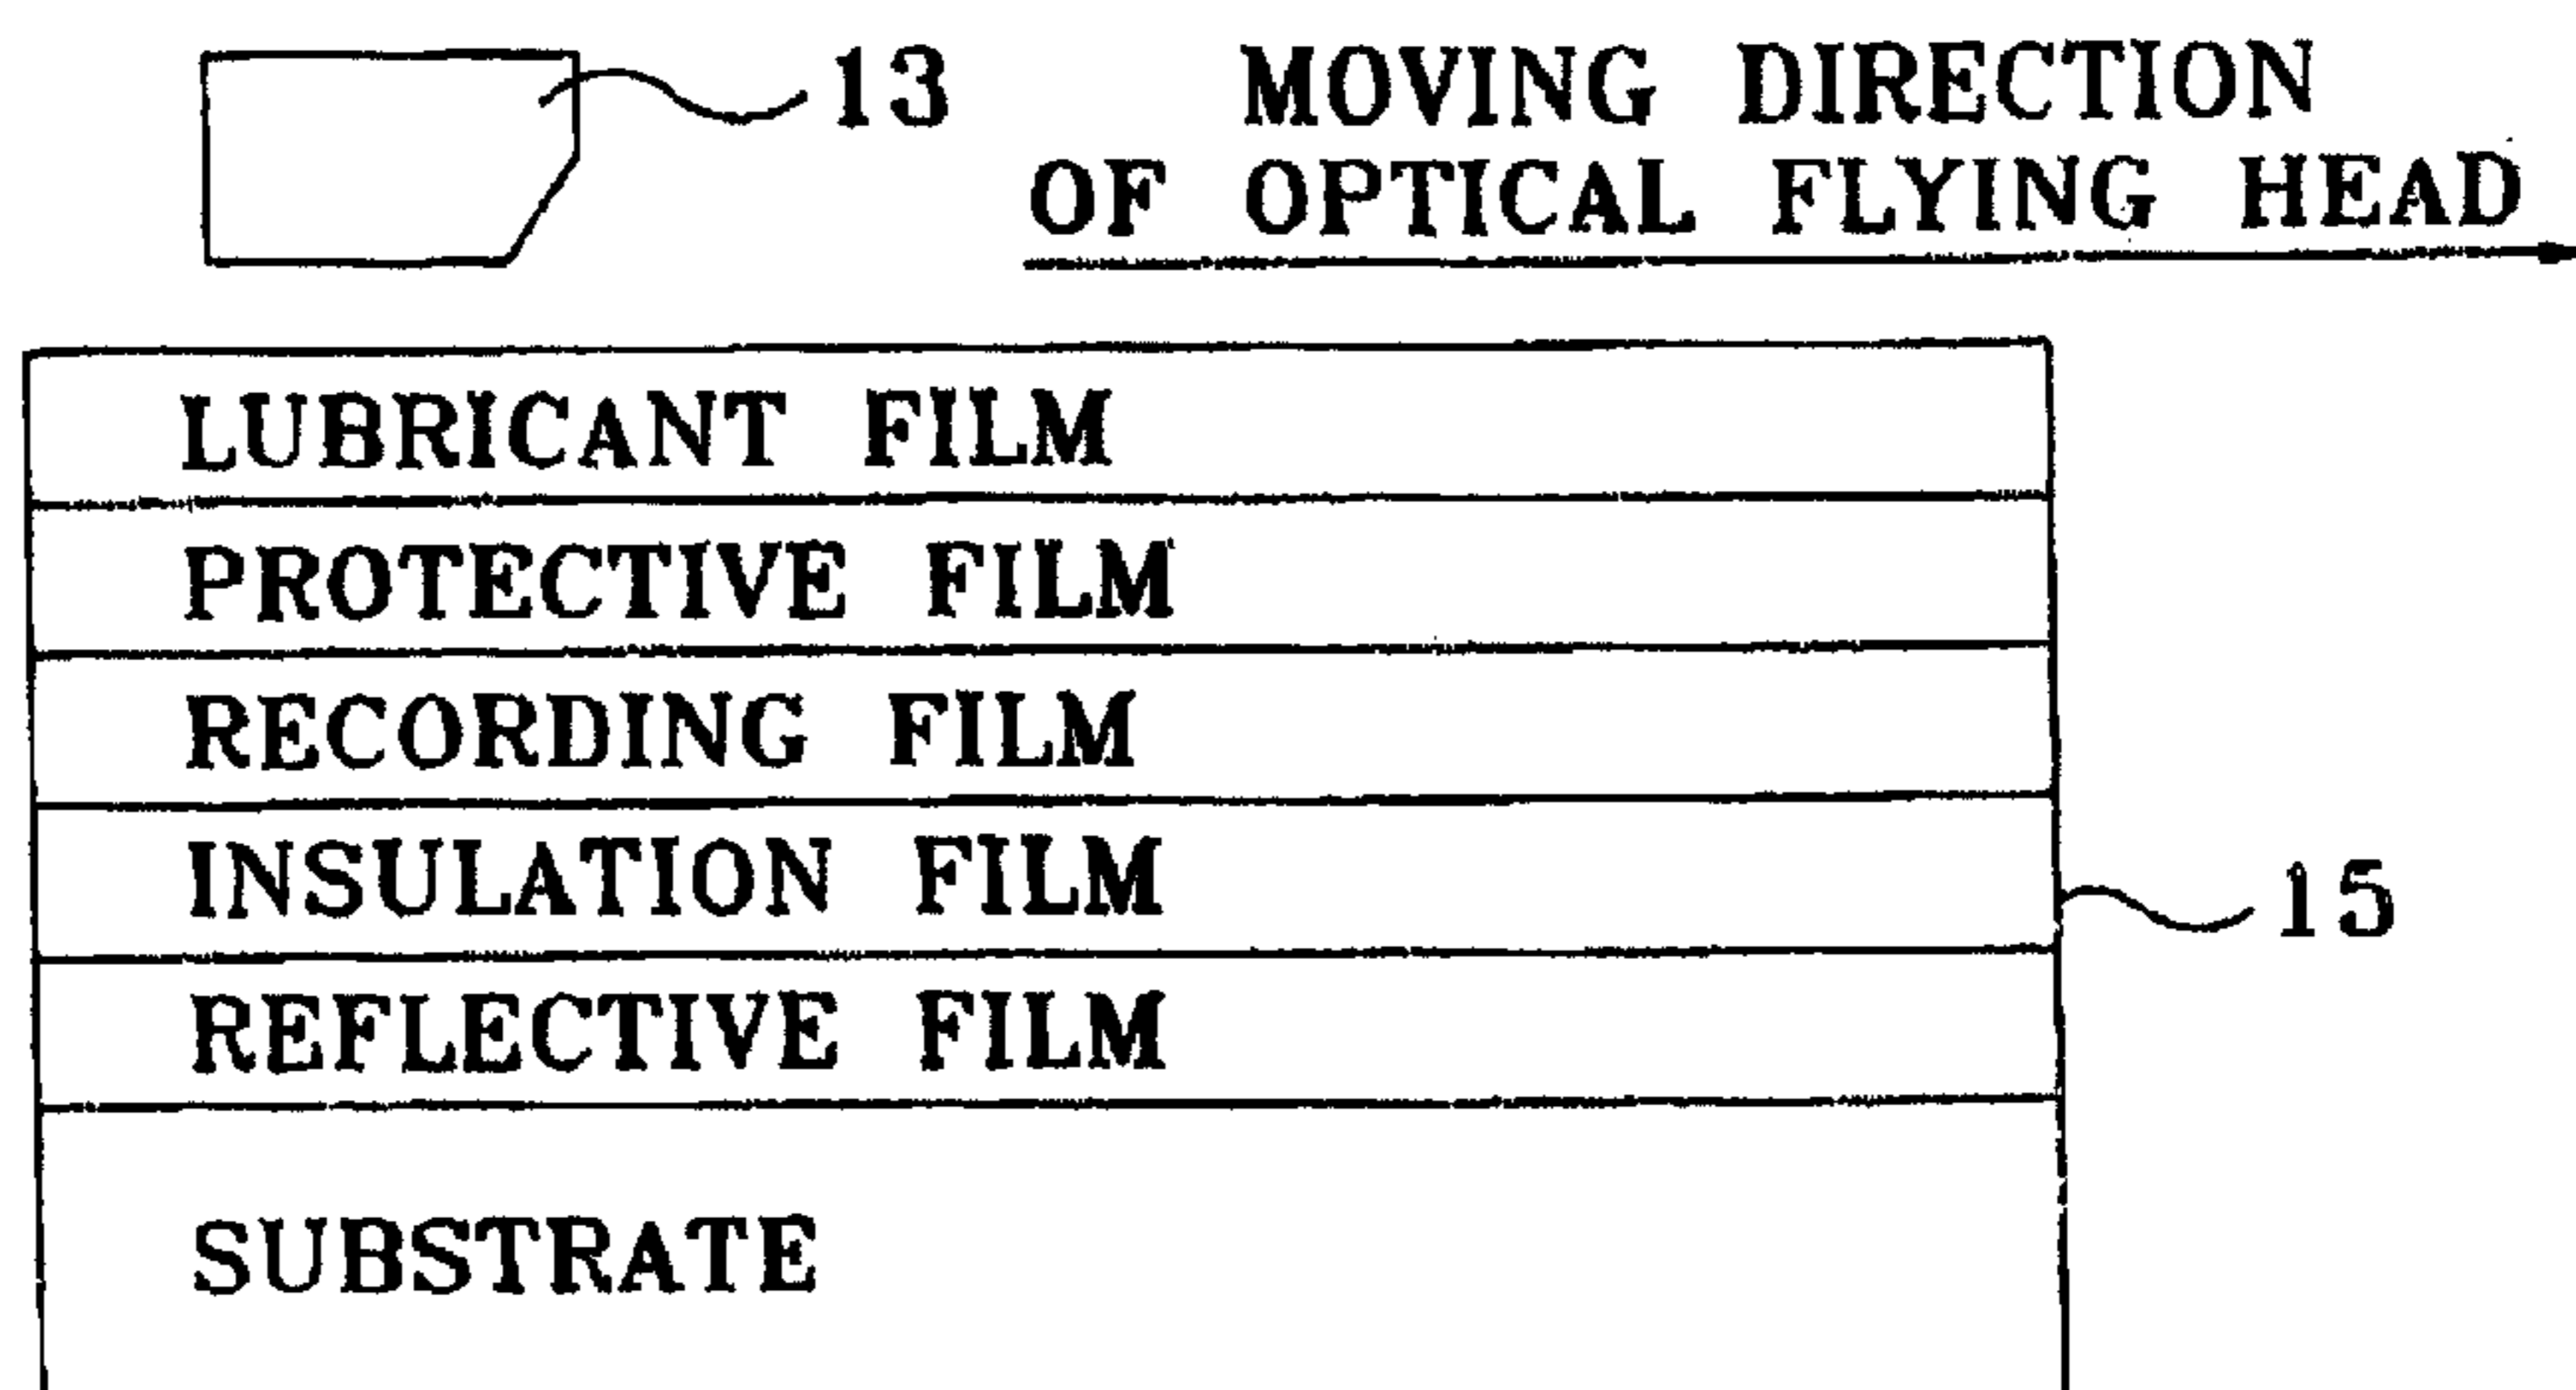 13
MOVING DIRECTION
OF OPTICAL FLYING HEAD
LUBRICANT FILM
PROTECTIVE FILM
RECORDING FILM
INSULATION FILM
15
REFLECTIVE FILM
SUBSTRATE